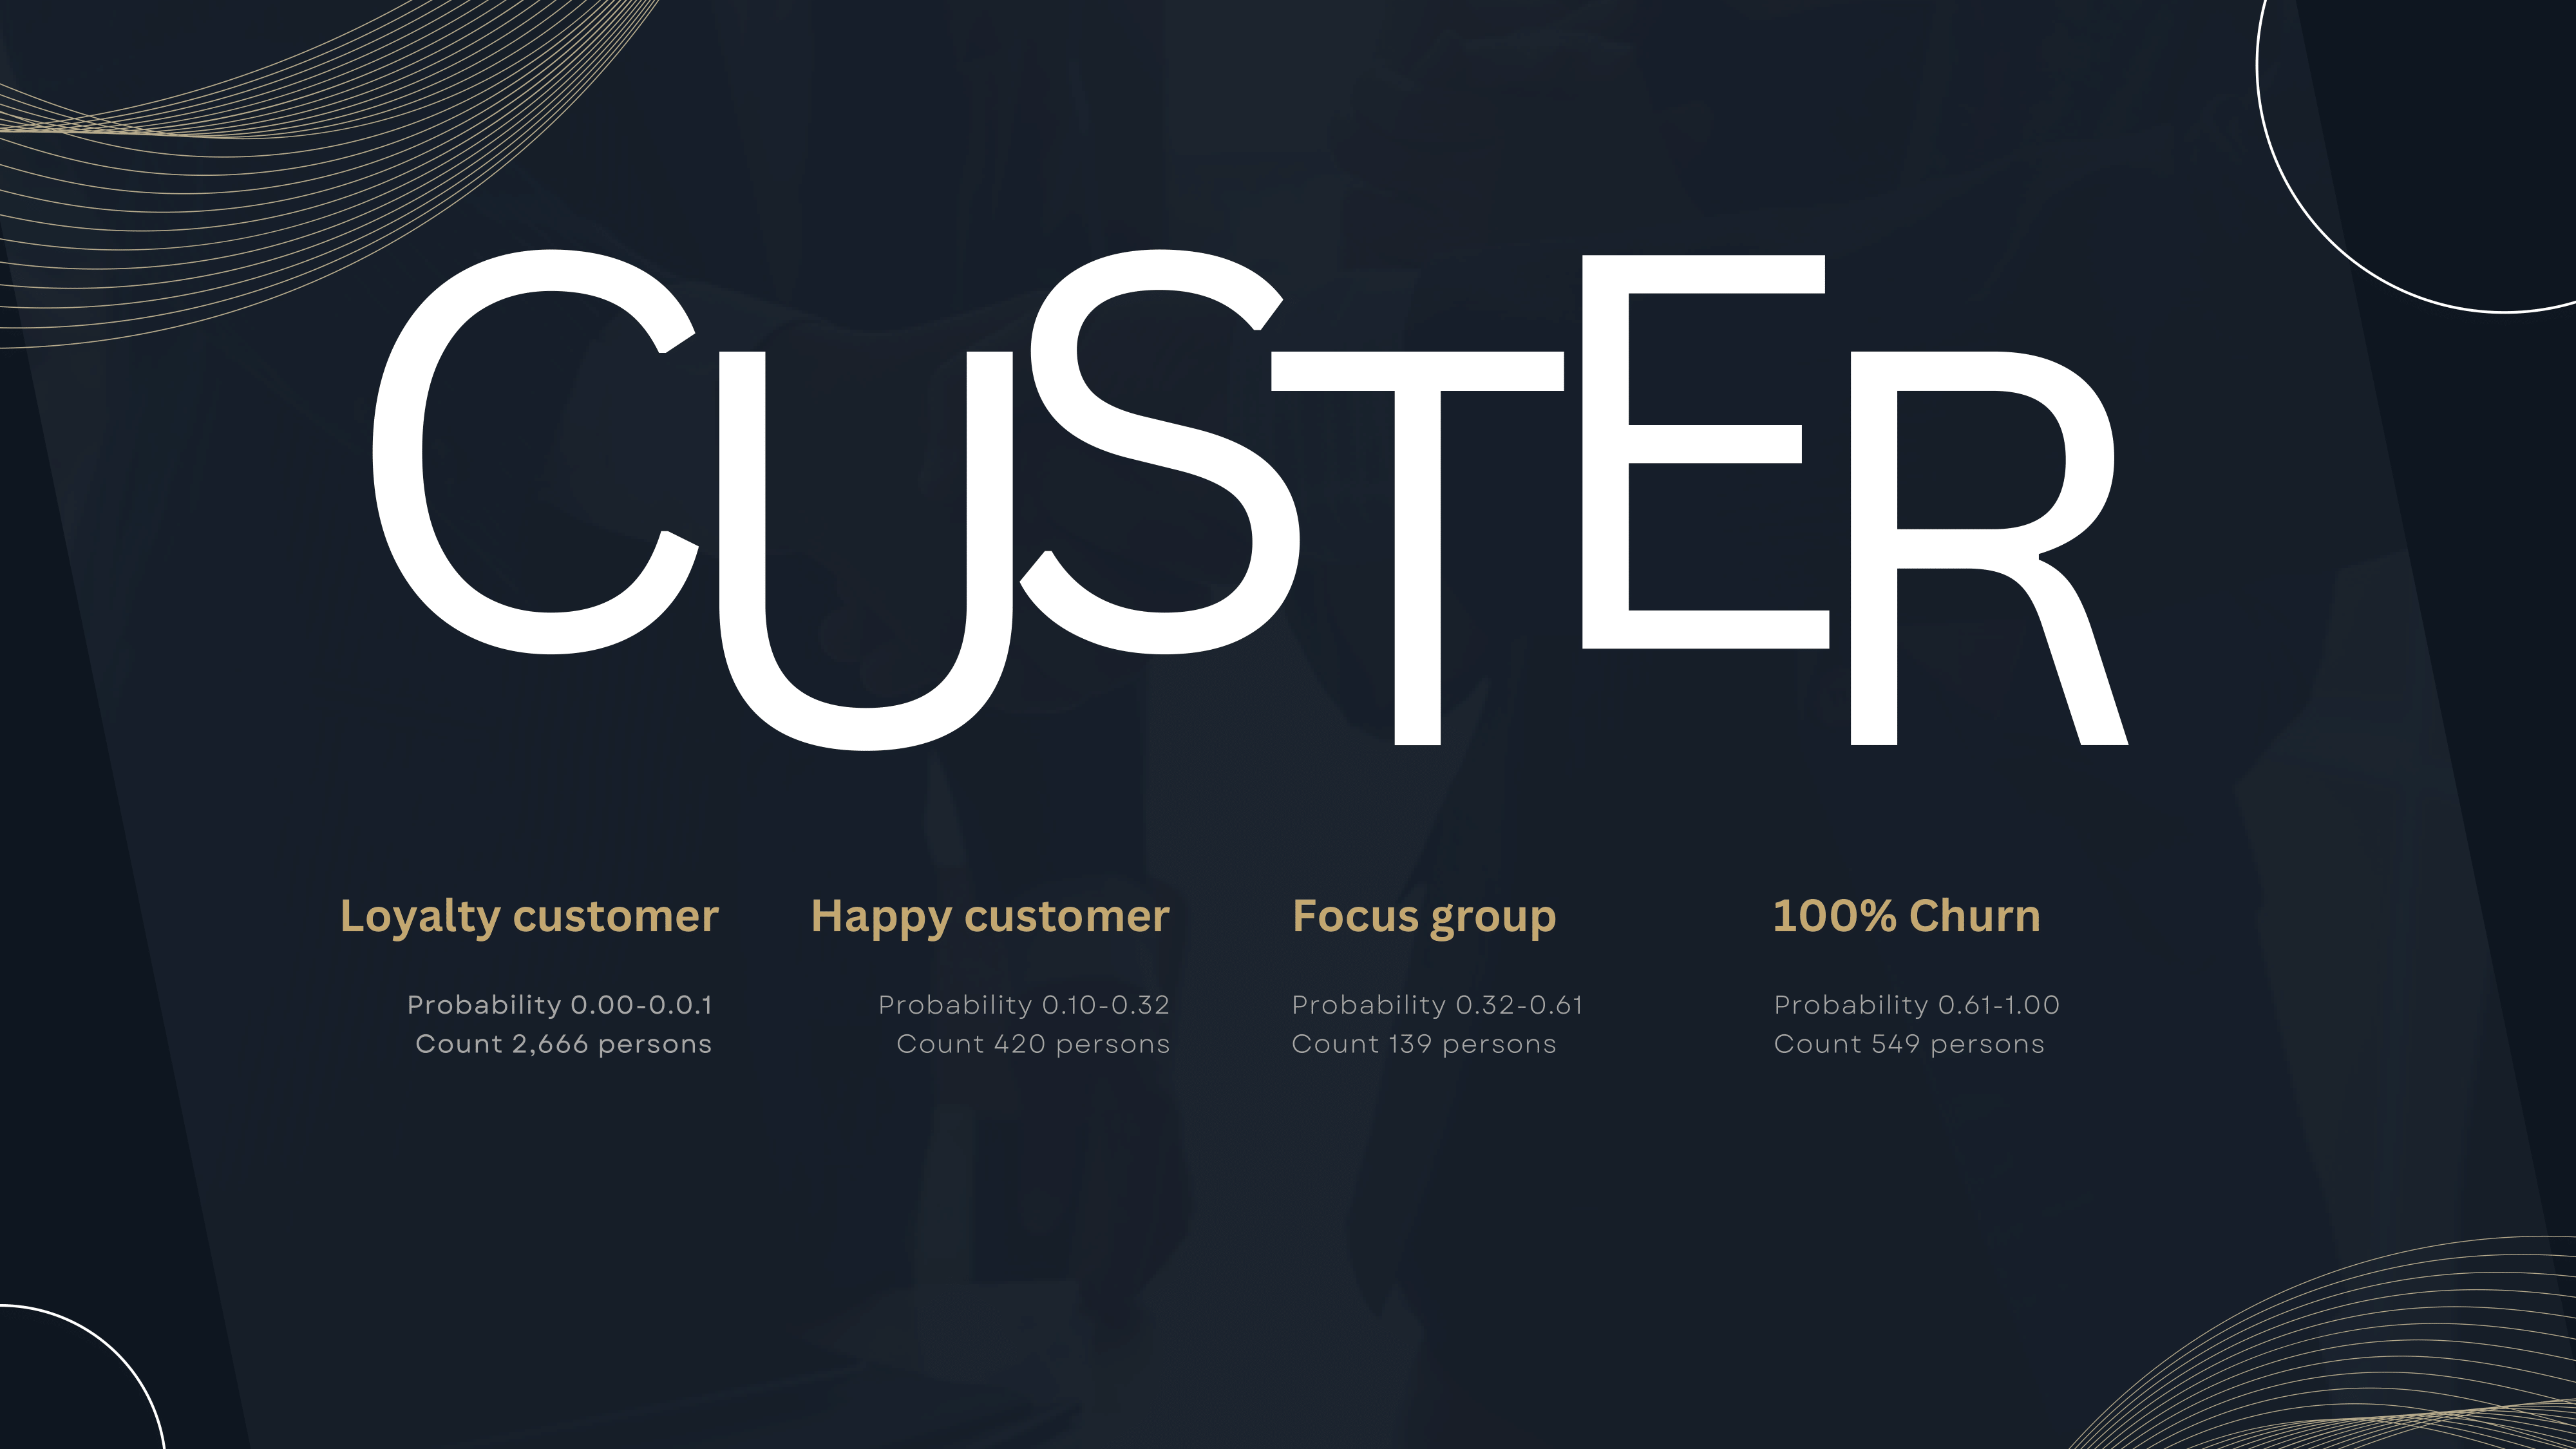 CUSTER
Loyalty customer
Probability 0.00-0.0.1
Count 2,666 persons
Happy customer
Probability 0.10-0.32
Count 420 persons
Focus group
Probability 0.32-0.61
Count 139 persons
100% Churn
Probability 0.61-1.00
Count 549 persons